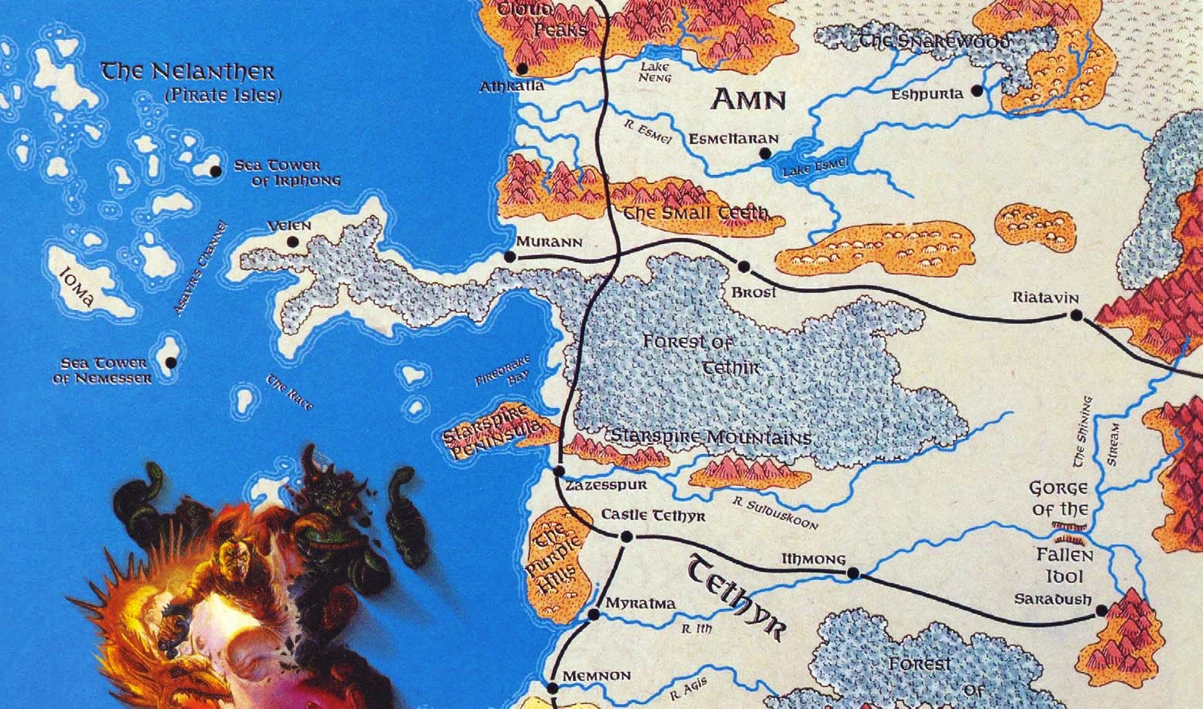 Cloud
Peaks
The Snakewood
The Nelanther
(Pirate Isles)
Lake
Neng
Athkatla
Amn
Eshpurta
R. Esmel
Esmeltaran
Lake Esmel
Sea Tower
of Irphong
The Small Teeth
Velen
Murann
Asavir's Channel
Ioma
Brost
Riatavin
Forest of
Tethir
Firedrake
Bay
Sea Tower
of Nemesser
The Race
Starspire
Peninsula
Starspire Mountains
The Shining
Stream
Zazesspur
R. Sulduskoon
Gorge
of the
Fallen
Idol
Castle Tethyr
The
Purple
Hills
Ithmong
Tethyr
Myratma
Saradush
R. Ith
Memnon
R. Agis
Forest
of